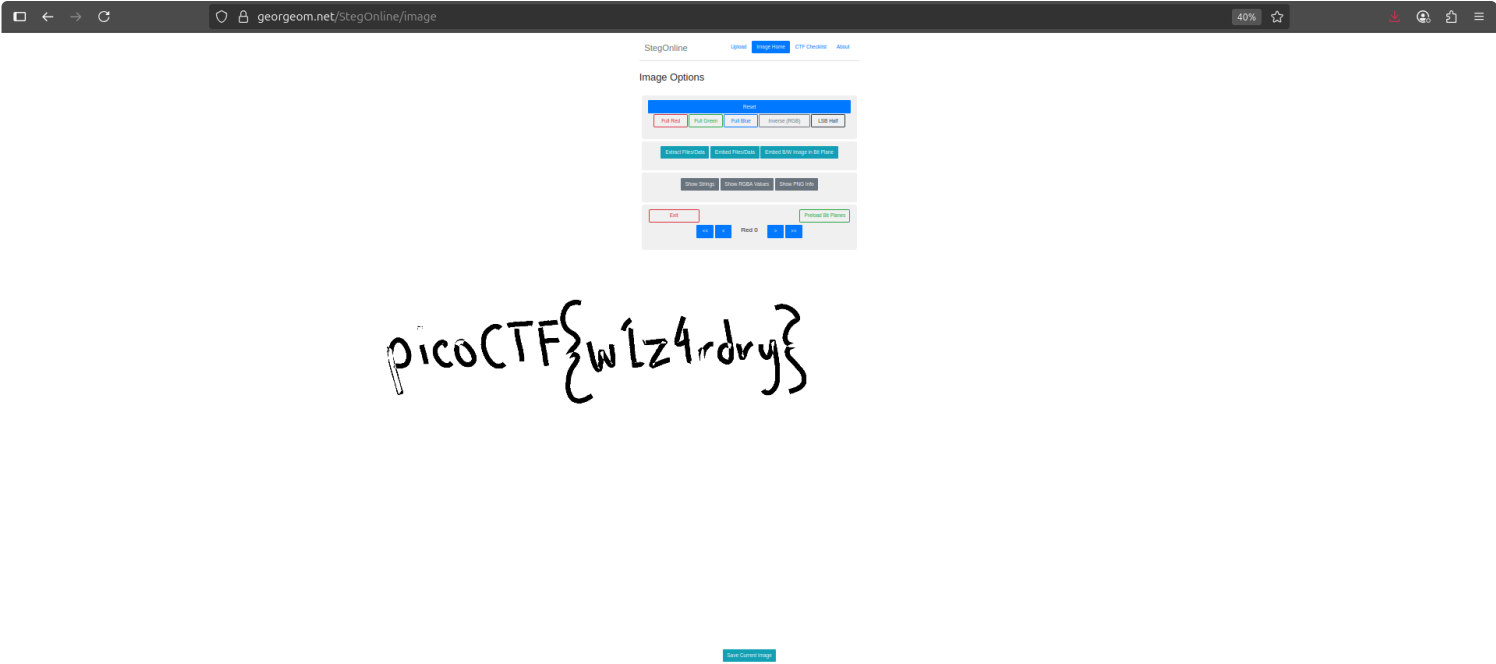 georgeom.net/StegOnline/image
40%
StegOnline
Upload
Image Home
CTF Checklist
About
Image Options
Reset
Full Red
Full Green
Full Blue
Inverse (RGB)
LSB Half
Extract Files/Data
Embed Files/Data
Embed B/W Image in Bit Plane
Show Strings
Show RGBA Values
Show PNG Info
Exit
Preload Bit Planes
<<
<
Red 0
>
>>
picoCTF{w1z4rdry}
Save Current Image